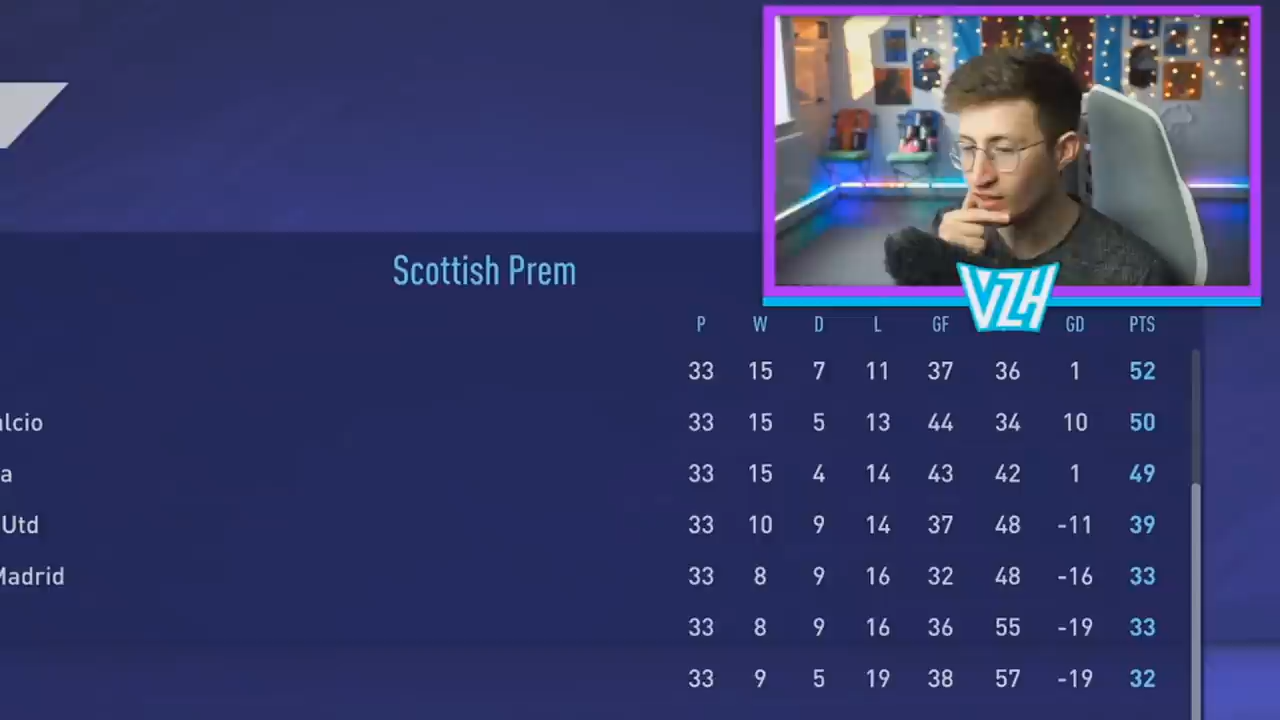 Scottish Prem
VZH
P W D L GF GD PTS
33 15 7 11 37 36 1 52
alcio 33 15 5 13 44 34 10 50
a 33 15 4 14 43 42 1 49
Utd 33 10 9 14 37 48 -11 39
Madrid 33 8 9 16 32 48 -16 33
33 8 9 16 36 55 -19 33
33 9 5 19 38 57 -19 32